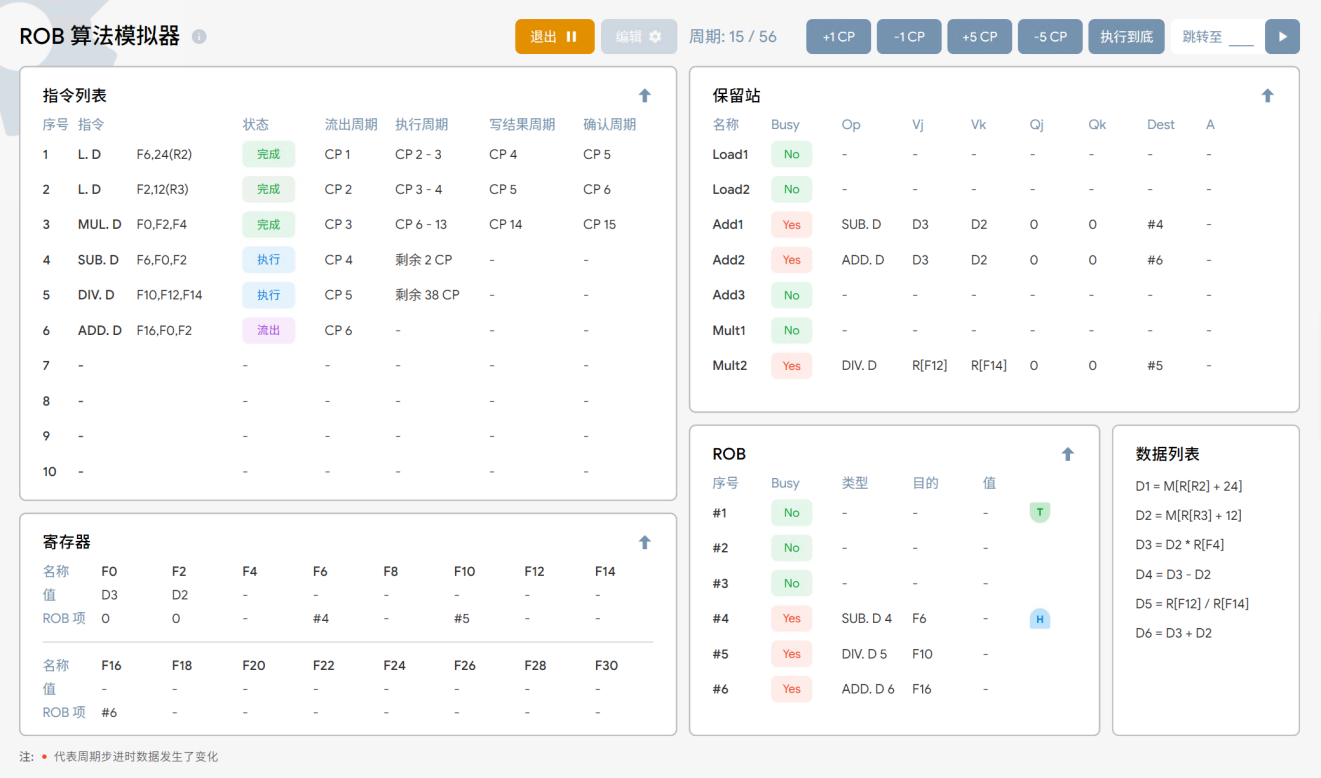 ROB 算法模拟器
退出
编辑
周期: 15 / 56
+1 CP
-1 CP
+5 CP
-5 CP
执行到底
跳转至 ___
指令列表
序号 指令 状态 流出周期 执行周期 写结果周期 确认周期
1 L. D F6,24(R2) 完成 CP 1 CP 2 - 3 CP 4 CP 5
2 L. D F2,12(R3) 完成 CP 2 CP 3 - 4 CP 5 CP 6
3 MUL. D F0,F2,F4 完成 CP 3 CP 6 - 13 CP 14 CP 15
4 SUB. D F6,F0,F2 执行 CP 4 剩余 2 CP - -
5 DIV. D F10,F12,F14 执行 CP 5 剩余 38 CP - -
6 ADD. D F16,F0,F2 流出 CP 6 - - -
7 - - - - - -
8 - - - - - -
9 - - - - - -
10 - - - - - -
保留站
名称 Busy Op Vj Vk Qj Qk Dest A
Load1 No - - - - - - -
Load2 No - - - - - - -
Add1 Yes SUB. D D3 D2 0 0 #4 -
Add2 Yes ADD. D D3 D2 0 0 #6 -
Add3 No - - - - - - -
Mult1 No - - - - - - -
Mult2 Yes DIV. D R[F12] R[F14] 0 0 #5 -
寄存器
名称 F0 F2 F4 F6 F8 F10 F12 F14
值 D3 D2 - - - - - -
ROB 项 0 0 - #4 - #5 - -
名称 F16 F18 F20 F22 F24 F26 F28 F30
值 - - - - - - - -
ROB 项 #6 - - - - - - -
ROB
序号 Busy 类型 目的 值
#1 No - - - T
#2 No - - -
#3 No - - -
#4 Yes SUB. D 4 F6 - H
#5 Yes DIV. D 5 F10 -
#6 Yes ADD. D 6 F16 -
数据列表
D1 = M[R[R2] + 24]
D2 = M[R[R3] + 12]
D3 = D2 * R[F4]
D4 = D3 - D2
D5 = R[F12] / R[F14]
D6 = D3 + D2
注: • 代表周期步进时数据发生了变化